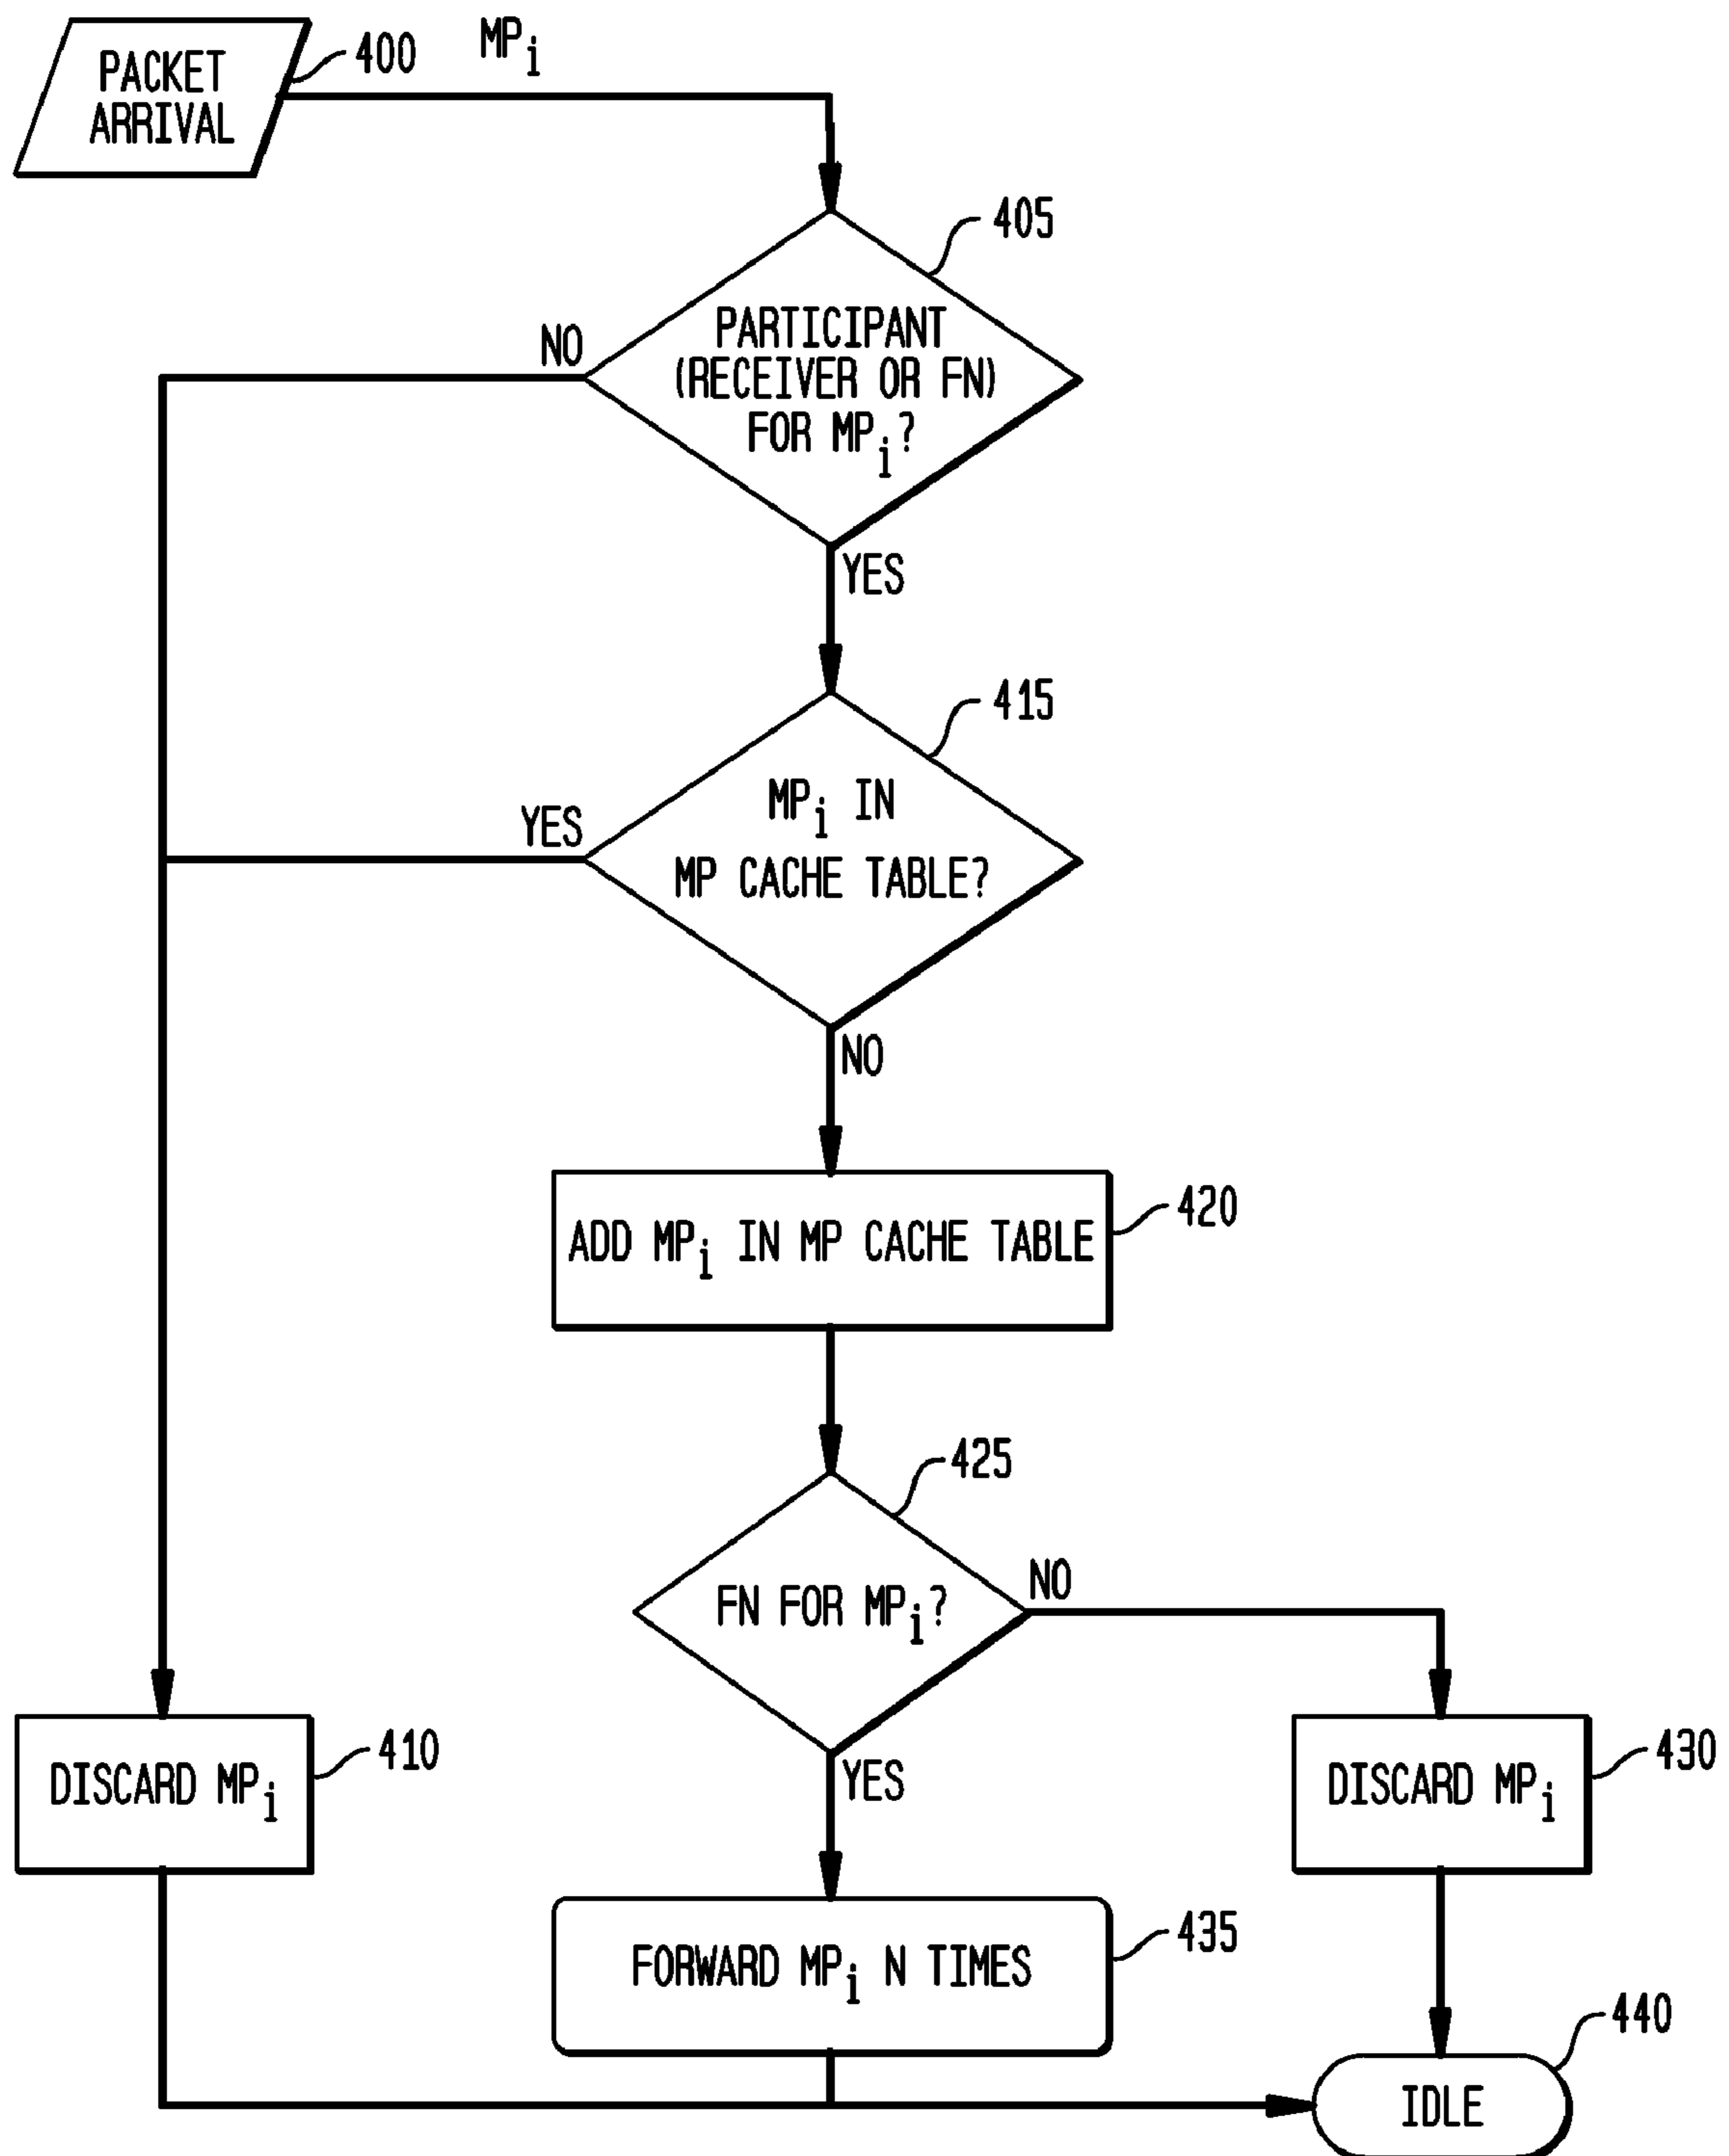 PACKET
ARRIVAL
400
MPi
405
PARTICIPANT
(RECEIVER OR FN)
FOR MPi?
NO
YES
415
MPi IN
MP CACHE TABLE?
YES
NO
420
ADD MPi IN MP CACHE TABLE
425
FN FOR MPi?
NO
YES
410
DISCARD MPi
430
DISCARD MPi
435
FORWARD MPi N TIMES
440
IDLE